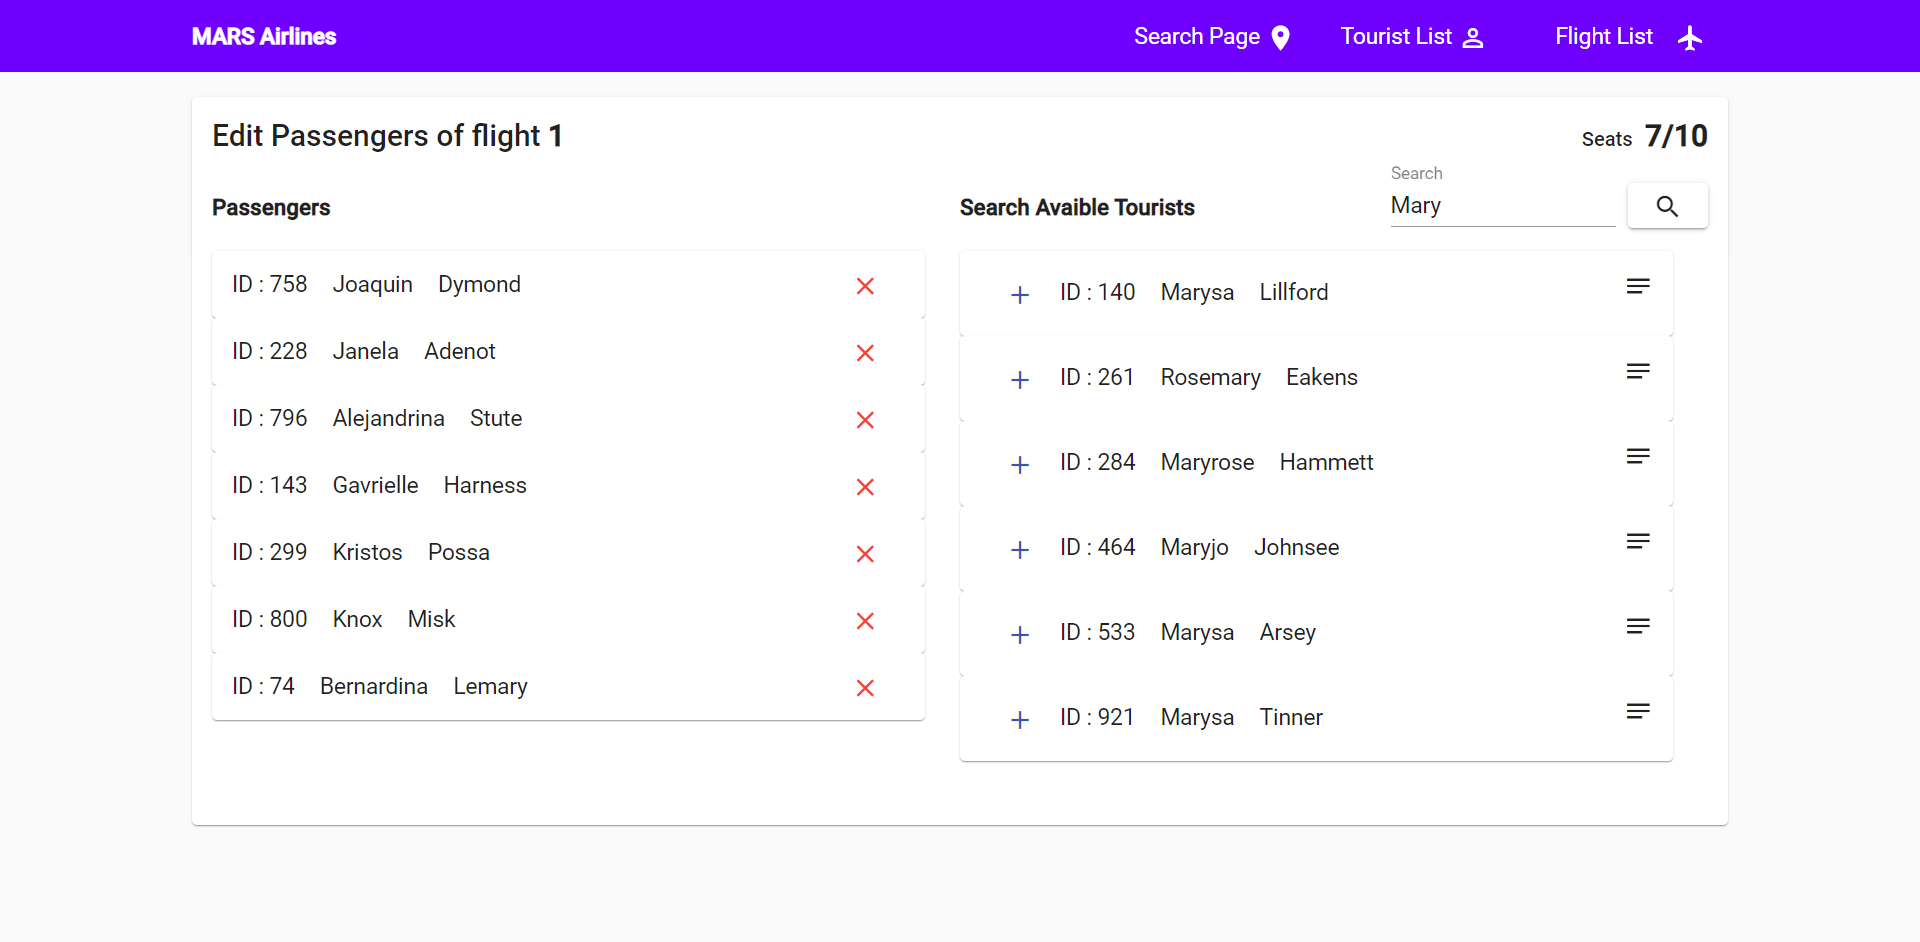 MARS Airlines
Search Page
Tourist List
Flight List
Edit Passengers of flight 1
Seats 7/10
Passengers
Search Avaible Tourists
Search
Mary
ID : 758 Joaquin Dymond
ID : 228 Janela Adenot
ID : 796 Alejandrina Stute
ID : 143 Gavrielle Harness
ID : 299 Kristos Possa
ID : 800 Knox Misk
ID : 74 Bernardina Lemary
ID : 140 Marysa Lillford
ID : 261 Rosemary Eakens
ID : 284 Maryrose Hammett
ID : 464 Maryjo Johnsee
ID : 533 Marysa Arsey
ID : 921 Marysa Tinner